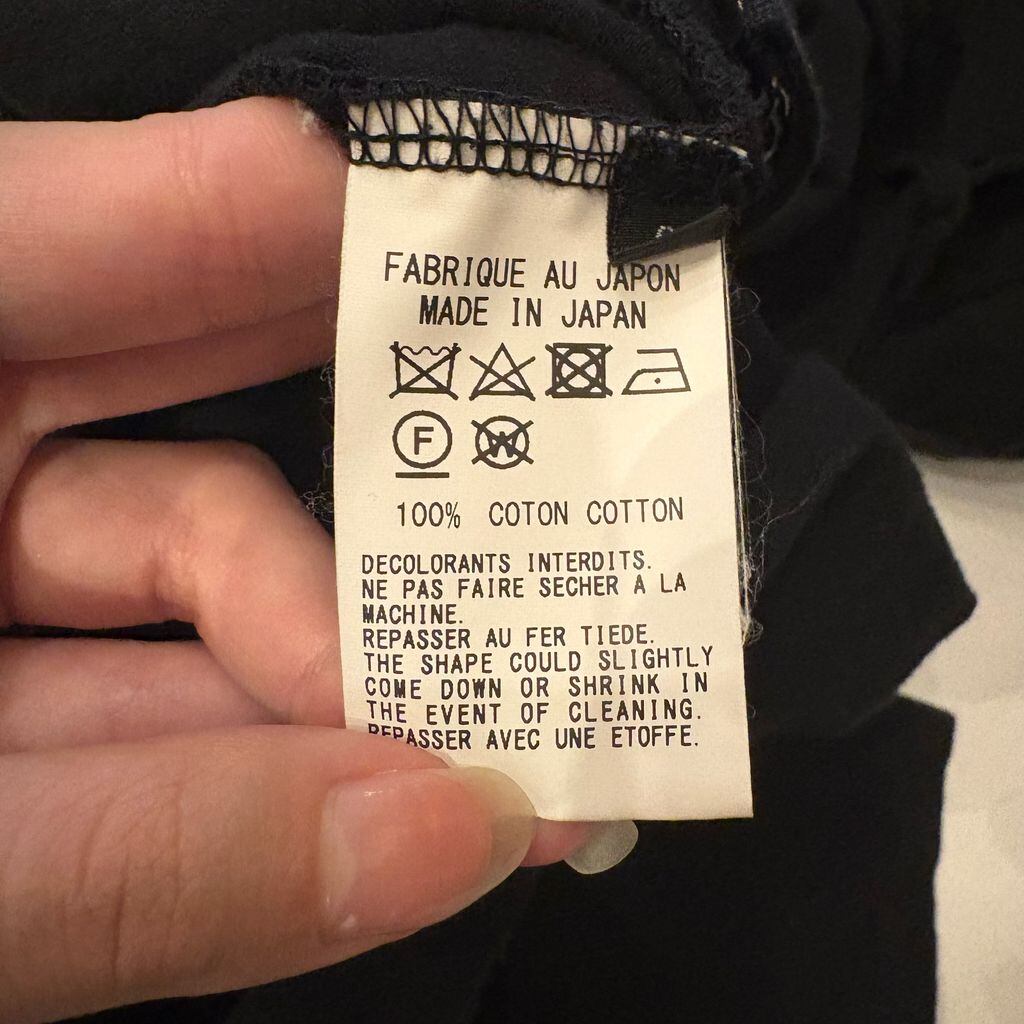 FABRIQUE AU JAPON
MADE IN JAPAN
F W
100% COTON COTTON
DECOLORANTS INTERDITS.
NE PAS FAIRE SECHER A LA
MACHINE.
REPASSER AU FER TIEDE.
THE SHAPE COULD SLIGHTLY
COME DOWN OR SHRINK IN
THE EVENT OF CLEANING.
REPASSER AVEC UNE ETOFFE.